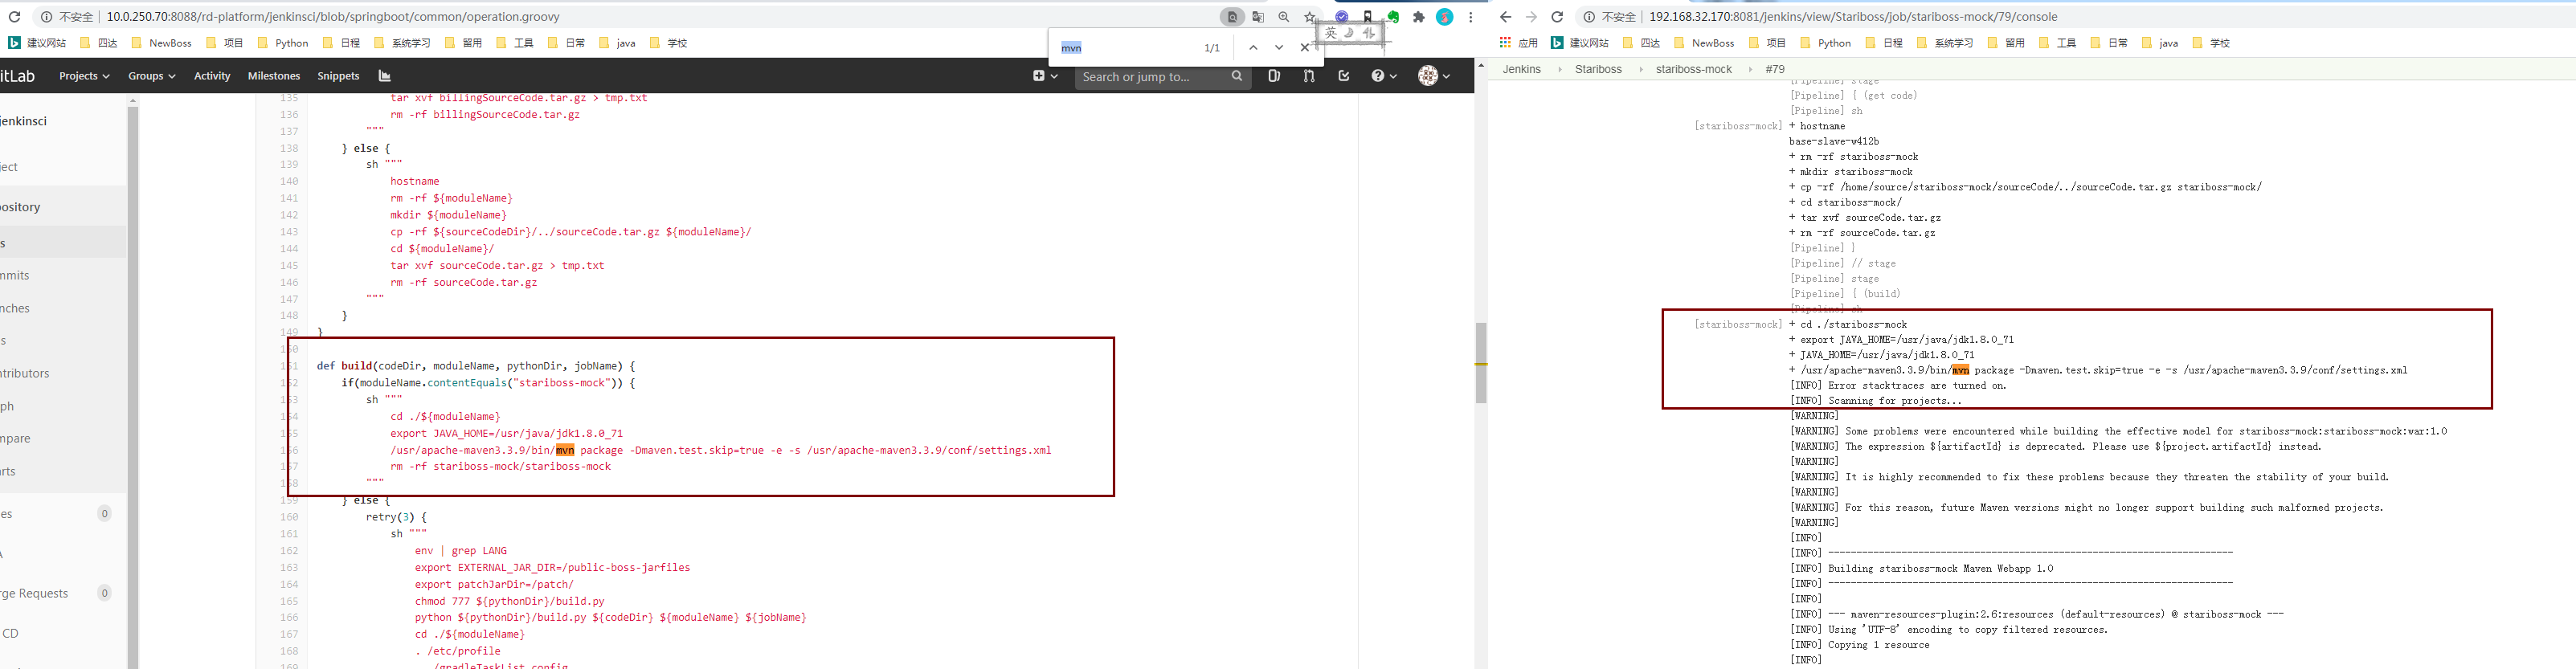 不安全 | 10.0.250.70:8088/rd-platform/jenkinsci/blob/springboot/common/operation.groovy
建议网站 四达 NewBoss 项目 Python 日程 系统学习 留用 工具 日常 java 学校
mvn 1/1
英
itLab Projects Groups Activity Milestones Snippets Search or jump to...
jenkinsci
ject
pository
s
mmits
nches
s
ntributors
ph
mpare
rts
es 0
rge Requests 0
CD
135 tar xvf billingSourceCode.tar.gz > tmp.txt
136 rm -rf billingSourceCode.tar.gz
137 """
138 } else {
139 sh """
140 hostname
141 rm -rf ${moduleName}
142 mkdir ${moduleName}
143 cp -rf ${sourceCodeDir}/../sourceCode.tar.gz ${moduleName}/
144 cd ${moduleName}/
145 tar xvf sourceCode.tar.gz > tmp.txt
146 rm -rf sourceCode.tar.gz
147 """
148 }
149 }
150
151 def build(codeDir, moduleName, pythonDir, jobName) {
152 if(moduleName.contentEquals("stariboss-mock")) {
153 sh """
154 cd ./${moduleName}
155 export JAVA_HOME=/usr/java/jdk1.8.0_71
156 /usr/apache-maven3.3.9/bin/mvn package -Dmaven.test.skip=true -e -s /usr/apache-maven3.3.9/conf/settings.xml
157 rm -rf stariboss-mock/stariboss-mock
158 """
159 } else {
160 retry(3) {
161 sh """
162 env | grep LANG
163 export EXTERNAL_JAR_DIR=/public-boss-jarfiles
164 export patchJarDir=/patch/
165 chmod 777 ${pythonDir}/build.py
166 python ${pythonDir}/build.py ${codeDir} ${moduleName} ${jobName}
167 cd ./${moduleName}
168 . /etc/profile
169 ./gradleTaskList.config
不安全 | 192.168.32.170:8081/jenkins/view/Stariboss/job/stariboss-mock/79/console
应用 建议网站 四达 NewBoss 项目 Python 日程 系统学习 留用 工具 日常 java 学校
Jenkins Stariboss stariboss-mock #79
[Pipeline] stage
[Pipeline] { (get code)
[Pipeline] sh
[stariboss-mock] + hostname
base-slave-w412b
+ rm -rf stariboss-mock
+ mkdir stariboss-mock
+ cp -rf /home/source/stariboss-mock/sourceCode/../sourceCode.tar.gz stariboss-mock/
+ cd stariboss-mock/
+ tar xvf sourceCode.tar.gz
+ rm -rf sourceCode.tar.gz
[Pipeline] }
[Pipeline] // stage
[Pipeline] stage
[Pipeline] { (build)
[Pipeline] sh
[stariboss-mock] + cd ./stariboss-mock
+ export JAVA_HOME=/usr/java/jdk1.8.0_71
+ JAVA_HOME=/usr/java/jdk1.8.0_71
+ /usr/apache-maven3.3.9/bin/mvn package -Dmaven.test.skip=true -e -s /usr/apache-maven3.3.9/conf/settings.xml
[INFO] Error stacktraces are turned on.
[INFO] Scanning for projects...
[WARNING]
[WARNING] Some problems were encountered while building the effective model for stariboss-mock:stariboss-mock:war:1.0
[WARNING] The expression ${artifactId} is deprecated. Please use ${project.artifactId} instead.
[WARNING]
[WARNING] It is highly recommended to fix these problems because they threaten the stability of your build.
[WARNING]
[WARNING] For this reason, future Maven versions might no longer support building such malformed projects.
[WARNING]
[INFO]
[INFO] ------------------------------------------------------------------------
[INFO] Building stariboss-mock Maven Webapp 1.0
[INFO] ------------------------------------------------------------------------
[INFO]
[INFO] --- maven-resources-plugin:2.6:resources (default-resources) @ stariboss-mock ---
[INFO] Using 'UTF-8' encoding to copy filtered resources.
[INFO] Copying 1 resource
[INFO]